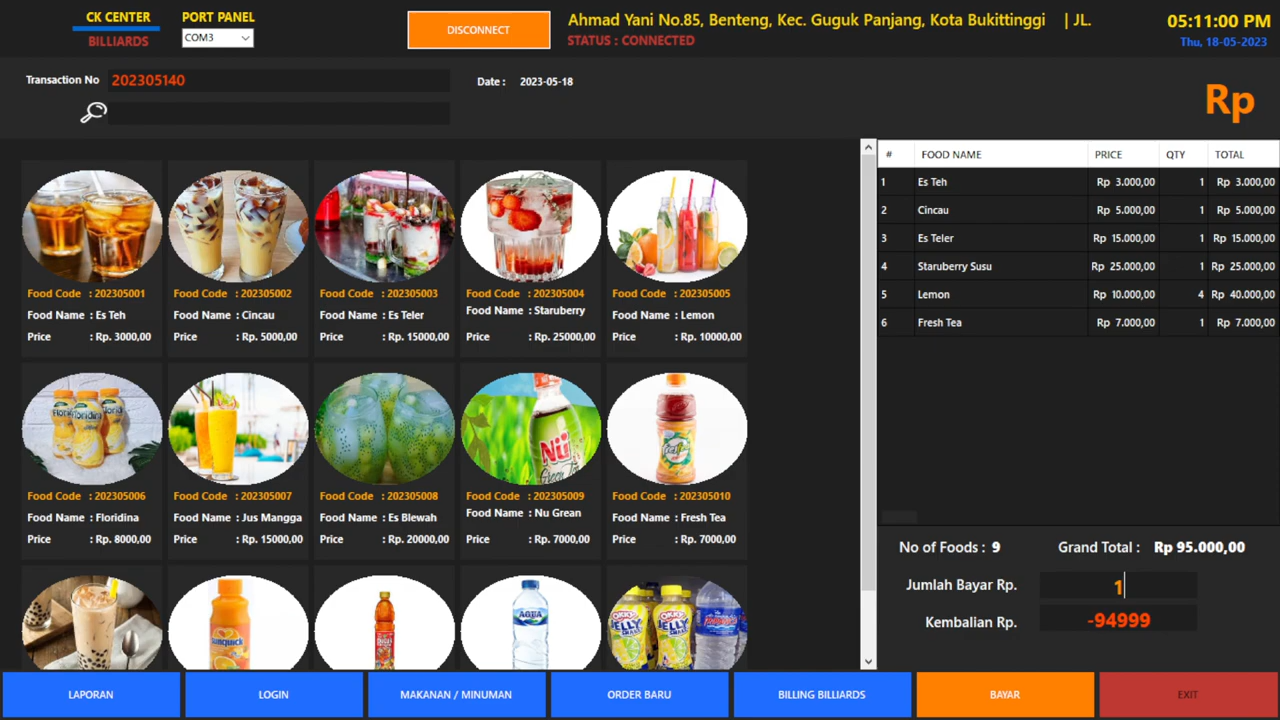 CK CENTER
BILLIARDS
PORT PANEL
COM3
DISCONNECT
Ahmad Yani No.85, Benteng, Kec. Guguk Panjang, Kota Bukittinggi | JL.
STATUS : CONNECTED
05:11:00 PM
Thu, 18-05-2023
Transaction No 202305140
Date : 2023-05-18
Rp
Food Code : 202305001
Food Name : Es Teh
Price : Rp. 3000,00
Food Code : 202305002
Food Name : Cincau
Price : Rp. 5000,00
Food Code : 202305003
Food Name : Es Teler
Price : Rp. 15000,00
Food Code : 202305004
Food Name : Staruberry
Price : Rp. 25000,00
Food Code : 202305005
Food Name : Lemon
Price : Rp. 10000,00
Floridina
Food Code : 202305006
Food Name : Floridina
Price : Rp. 8000,00
Food Code : 202305007
Food Name : Jus Mangga
Price : Rp. 15000,00
Food Code : 202305008
Food Name : Es Blewah
Price : Rp. 20000,00
Nü
Green Tea
Food Code : 202305009
Food Name : Nu Grean
Price : Rp. 7000,00
Food Code : 202305010
Food Name : Fresh Tea
Price : Rp. 7000,00
Sunquick
AQUA
OKKY
JELLY
DRINK
OKKY
JELLY
DRINK
# FOOD NAME PRICE QTY TOTAL
1 Es Teh Rp 3.000,00 1 Rp 3.000,00
2 Cincau Rp 5.000,00 1 Rp 5.000,00
3 Es Teler Rp 15.000,00 1 Rp 15.000,00
4 Staruberry Susu Rp 25.000,00 1 Rp 25.000,00
5 Lemon Rp 10.000,00 4 Rp 40.000,00
6 Fresh Tea Rp 7.000,00 1 Rp 7.000,00
No of Foods : 9 Grand Total : Rp 95.000,00
Jumlah Bayar Rp. 1
Kembalian Rp. -94999
LAPORAN
LOGIN
MAKANAN / MINUMAN
ORDER BARU
BILLING BILLIARDS
BAYAR
EXIT